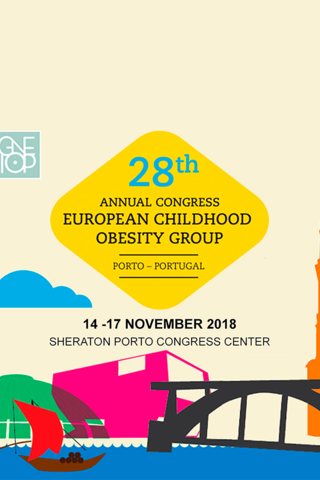 28th
ANNUAL CONGRESS
EUROPEAN CHILDHOOD
OBESITY GROUP
PORTO – PORTUGAL
14 -17 NOVEMBER 2018
SHERATON PORTO CONGRESS CENTER